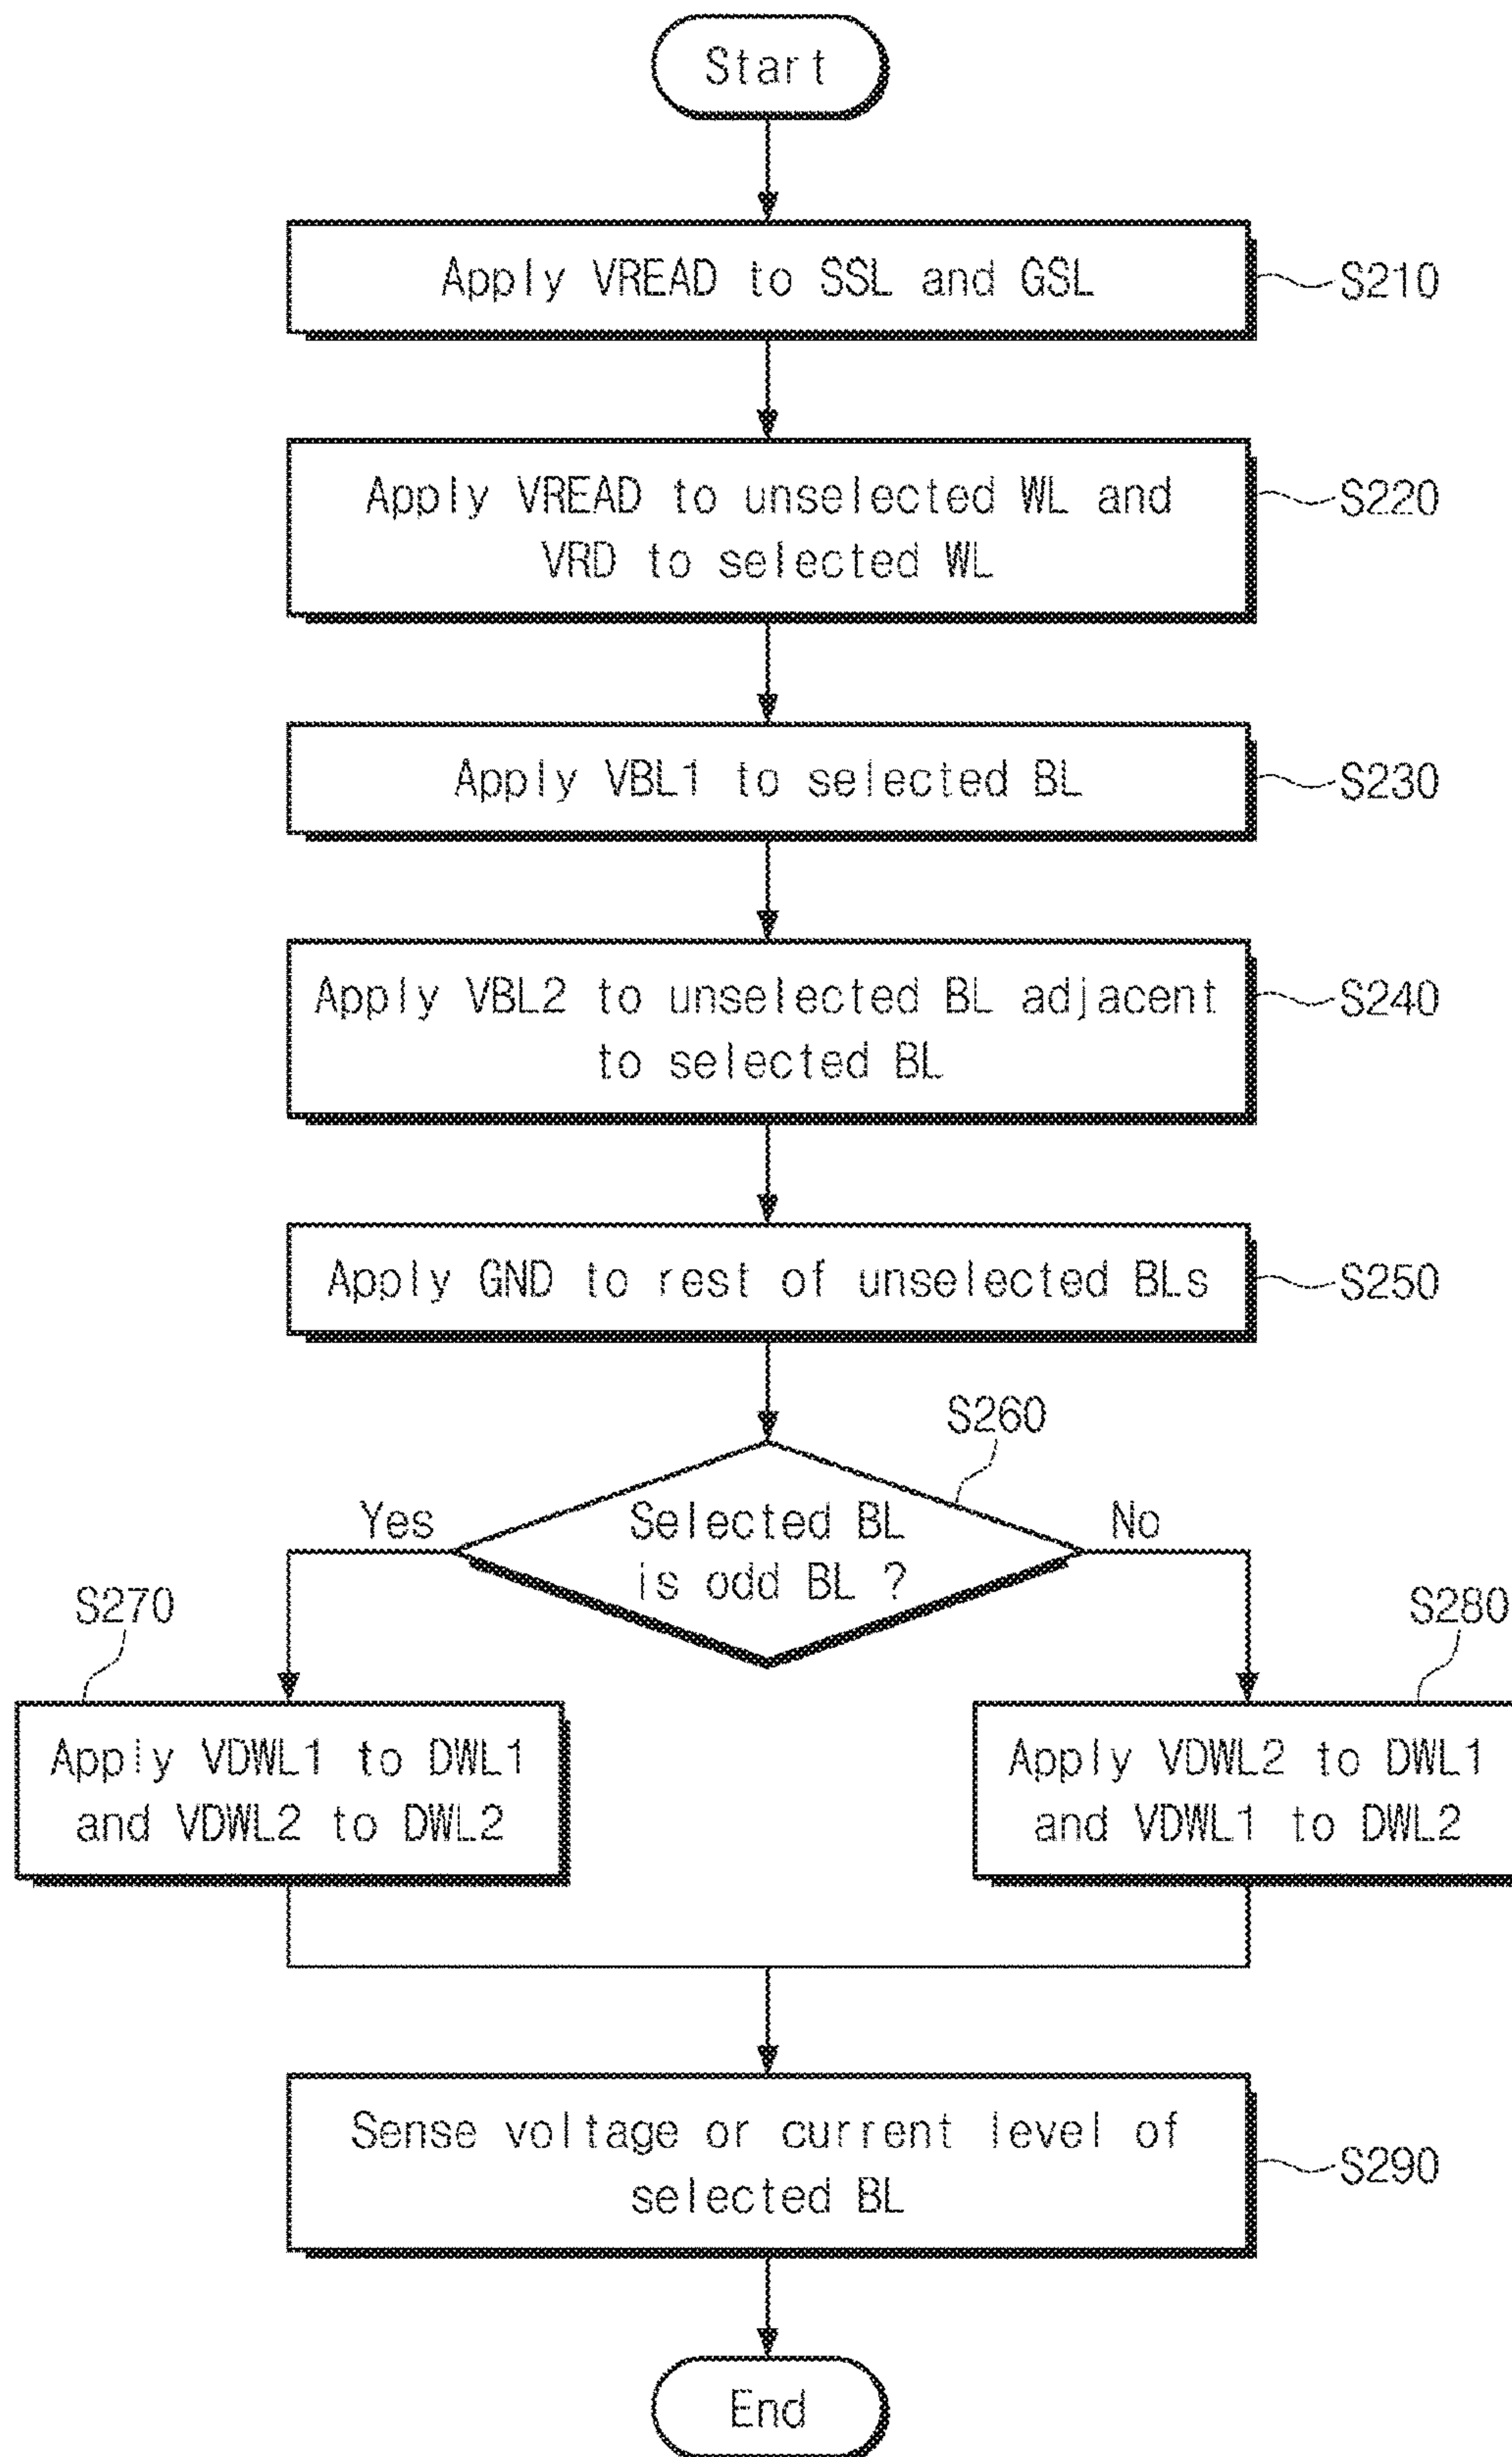 Start
Apply VREAD to SSL and GSL
S210
Apply VREAD to unselected WL and
VRD to selected WL
S220
Apply VBL1 to selected BL
S230
Apply VBL2 to unselected BL adjacent
to selected BL
S240
Apply GND to rest of unselected BLs
S250
S260
Yes
Selected BL
is odd BL ?
No
S270
S280
Apply VDWL1 to DWL1
and VDWL2 to DWL2
Apply VDWL2 to DWL1
and VDWL1 to DWL2
Sense voltage or current level of
selected BL
S290
End